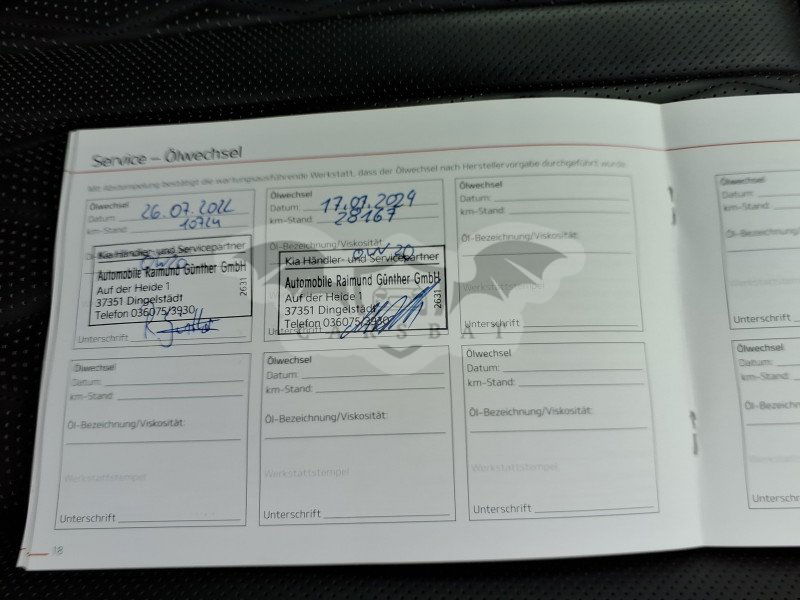 Service – Ölwechsel
Mit Abstempelung bestätigt die wartungsausführende Werkstatt, dass der Ölwechsel nach Herstellervorgabe durchgeführt wurde.
Ölwechsel
Datum: 26.07.2022
km-Stand: 10724
Kia Händler- und Servicepartner
Automobile Raimund Günther GmbH
Auf der Heide 1
37351 Dingelstädt
Telefon 036075/3930
2631
Unterschrift
Ölwechsel
Datum: 17.07.2024
km-Stand: 28167
Öl-Bezeichnung/Viskosität
0W20
Kia Händler- und Servicepartner
Automobile Raimund Günther GmbH
Auf der Heide 1
37351 Dingelstädt
Telefon 036075/3930
2631
Unterschrift
Ölwechsel
Datum:
km-Stand:
Öl-Bezeichnung/Viskosität:
Werkstattstempel
Unterschrift
Ölwechsel
Datum:
km-Stand:
Öl-Bezeichnung/Viskosität:
Werkstattstempel
Unterschrift
Ölwechsel
Datum:
km-Stand:
Öl-Bezeichnung/Viskosität:
Werkstattstempel
Unterschrift
Ölwechsel
Datum:
km-Stand:
Öl-Bezeichnung/Viskosität:
Werkstattstempel
Unterschrift
Ölwechsel
Datum:
km-Stand:
Öl-Bezeichnung
Unterschrift
Ölwechsel
Datum:
km-Stand:
Öl-Bezeichnung
Werkstatt
Unterschrift
18
CARSBAT